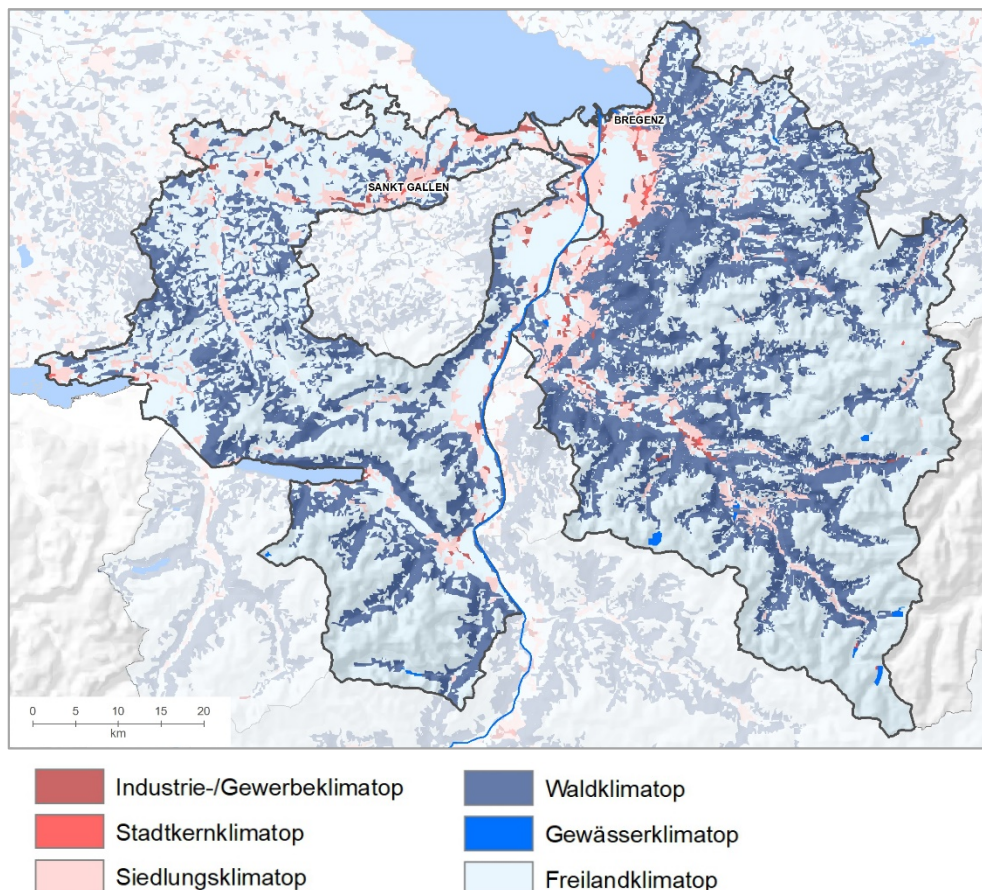 BREGENZ
SANKT GALLEN
0 5 10 15 20
km
Industrie-/Gewerbeklimatop
Stadtkernklimatop
Siedlungsklimatop
Waldklimatop
Gewässerklimatop
Freilandklimatop